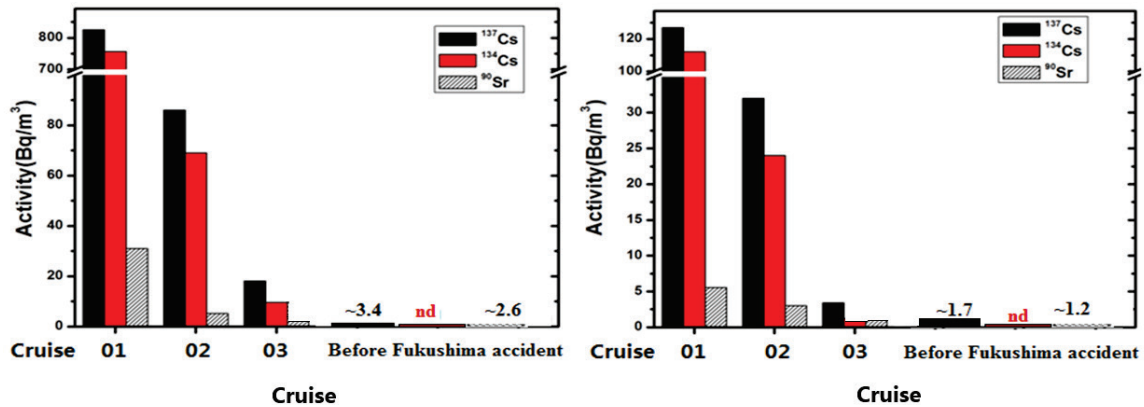 800
700
80
60
40
20
0
Activity(Bq/m³)
¹³⁷Cs
¹³⁴Cs
⁹⁰Sr
~3.4 nd ~2.6
Cruise 01 02 03 Before Fukushima accident
Cruise
120
100
30
25
20
15
10
5
0
Activity(Bq/m³)
¹³⁷Cs
¹³⁴Cs
⁹⁰Sr
~1.7 nd ~1.2
Cruise 01 02 03 Before Fukushima accident
Cruise